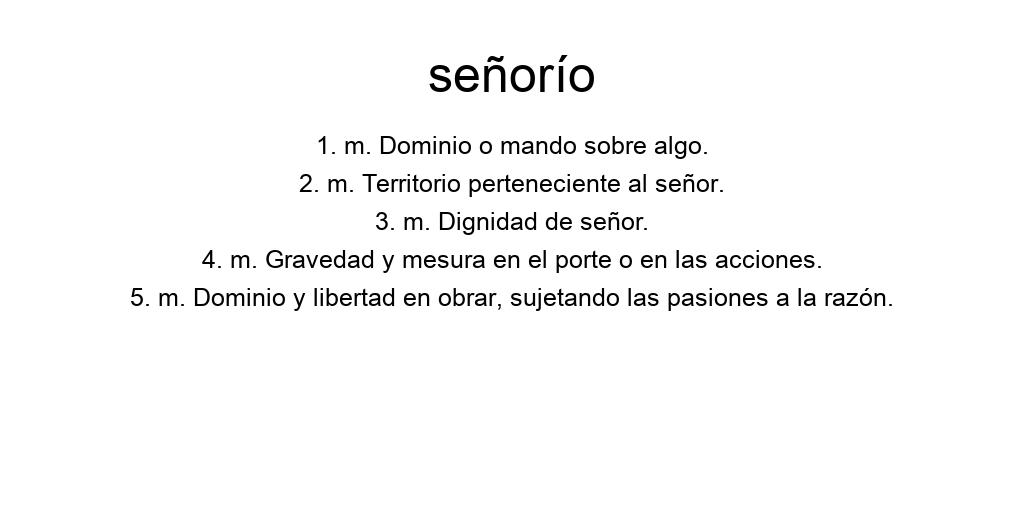 señorío
1. m. Dominio o mando sobre algo.
2. m. Territorio perteneciente al señor.
3. m. Dignidad de señor.
4. m. Gravedad y mesura en el porte o en las acciones.
5. m. Dominio y libertad en obrar, sujetando las pasiones a la razón.